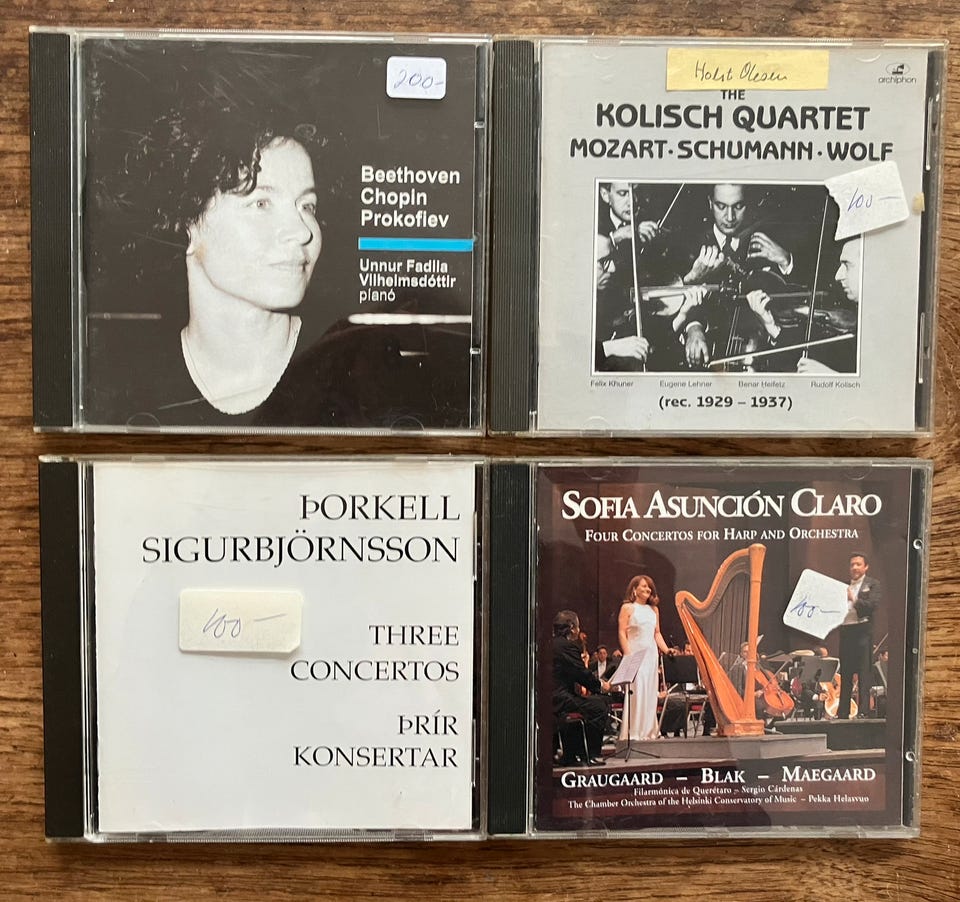 200-
Beethoven
Chopin
Prokofiev
Unnur Fadíla
Vilhelmsdóttir
píanó
Holst Olesen
archiphon
THE
KOLISCH QUARTET
MOZART · SCHUMANN · WOLF
100-
Felix Khuner Eugene Lehner Benar Heifetz Rudolf Kolisch
(rec. 1929 – 1937)
ÞORKELL
SIGURBJÖRNSSON
100-
THREE
CONCERTOS
ÞRÍR
KONSERTAR
SOFIA ASUNCIÓN CLARO
FOUR CONCERTOS FOR HARP AND ORCHESTRA
100-
GRAUGAARD – BLAK – MAEGAARD
Filarmónica de Querétaro – Sergio Cárdenas
The Chamber Orchestra of the Helsinki Conservatory of Music – Pekka Helasvuo